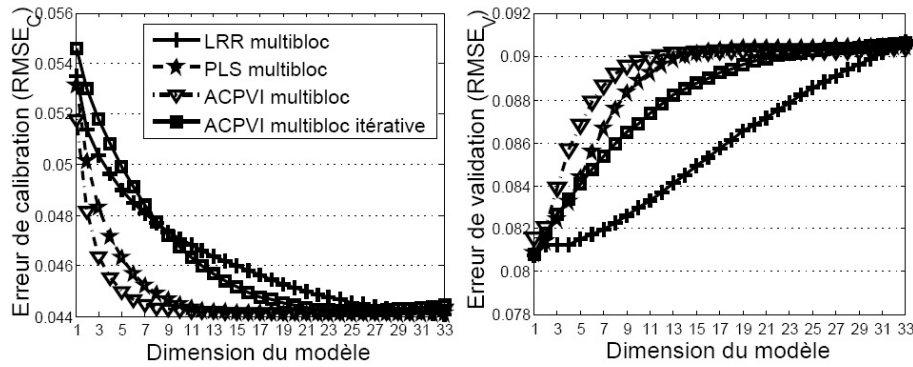 Erreur de calibration (RMSE_C)
0.056
0.054
0.052
0.05
0.048
0.046
0.044
LRR multibloc
PLS multibloc
ACPVI multibloc
ACPVI multibloc itérative
1 3 5 7 9 11 13 15 17 19 21 23 25 27 29 31 33
Dimension du modèle
Erreur de validation (RMSE_V)
0.092
0.09
0.088
0.086
0.084
0.082
0.08
0.078
1 3 5 7 9 11 13 15 17 19 21 23 25 27 29 31 33
Dimension du modèle